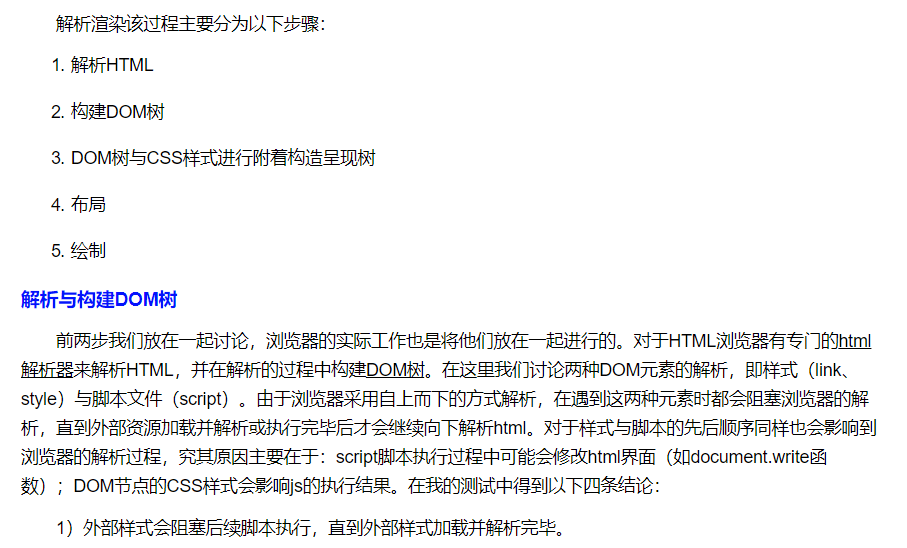 解析渲染该过程主要分为以下步骤：
1. 解析HTML
2. 构建DOM树
3. DOM树与CSS样式进行附着构造呈现树
4. 布局
5. 绘制
解析与构建DOM树
前两步我们放在一起讨论，浏览器的实际工作也是将他们放在一起进行的。对于HTML浏览器有专门的html
解析器来解析HTML，并在解析的过程中构建DOM树。在这里我们讨论两种DOM元素的解析，即样式（link、
style）与脚本文件（script）。由于浏览器采用自上而下的方式解析，在遇到这两种元素时都会阻塞浏览器的解
析，直到外部资源加载并解析或执行完毕后才会继续向下解析html。对于样式与脚本的先后顺序同样也会影响到
浏览器的解析过程，究其原因主要在于：script脚本执行过程中可能会修改html界面（如document.write函
数）；DOM节点的CSS样式会影响js的执行结果。在我的测试中得到以下四条结论：
1）外部样式会阻塞后续脚本执行，直到外部样式加载并解析完毕。